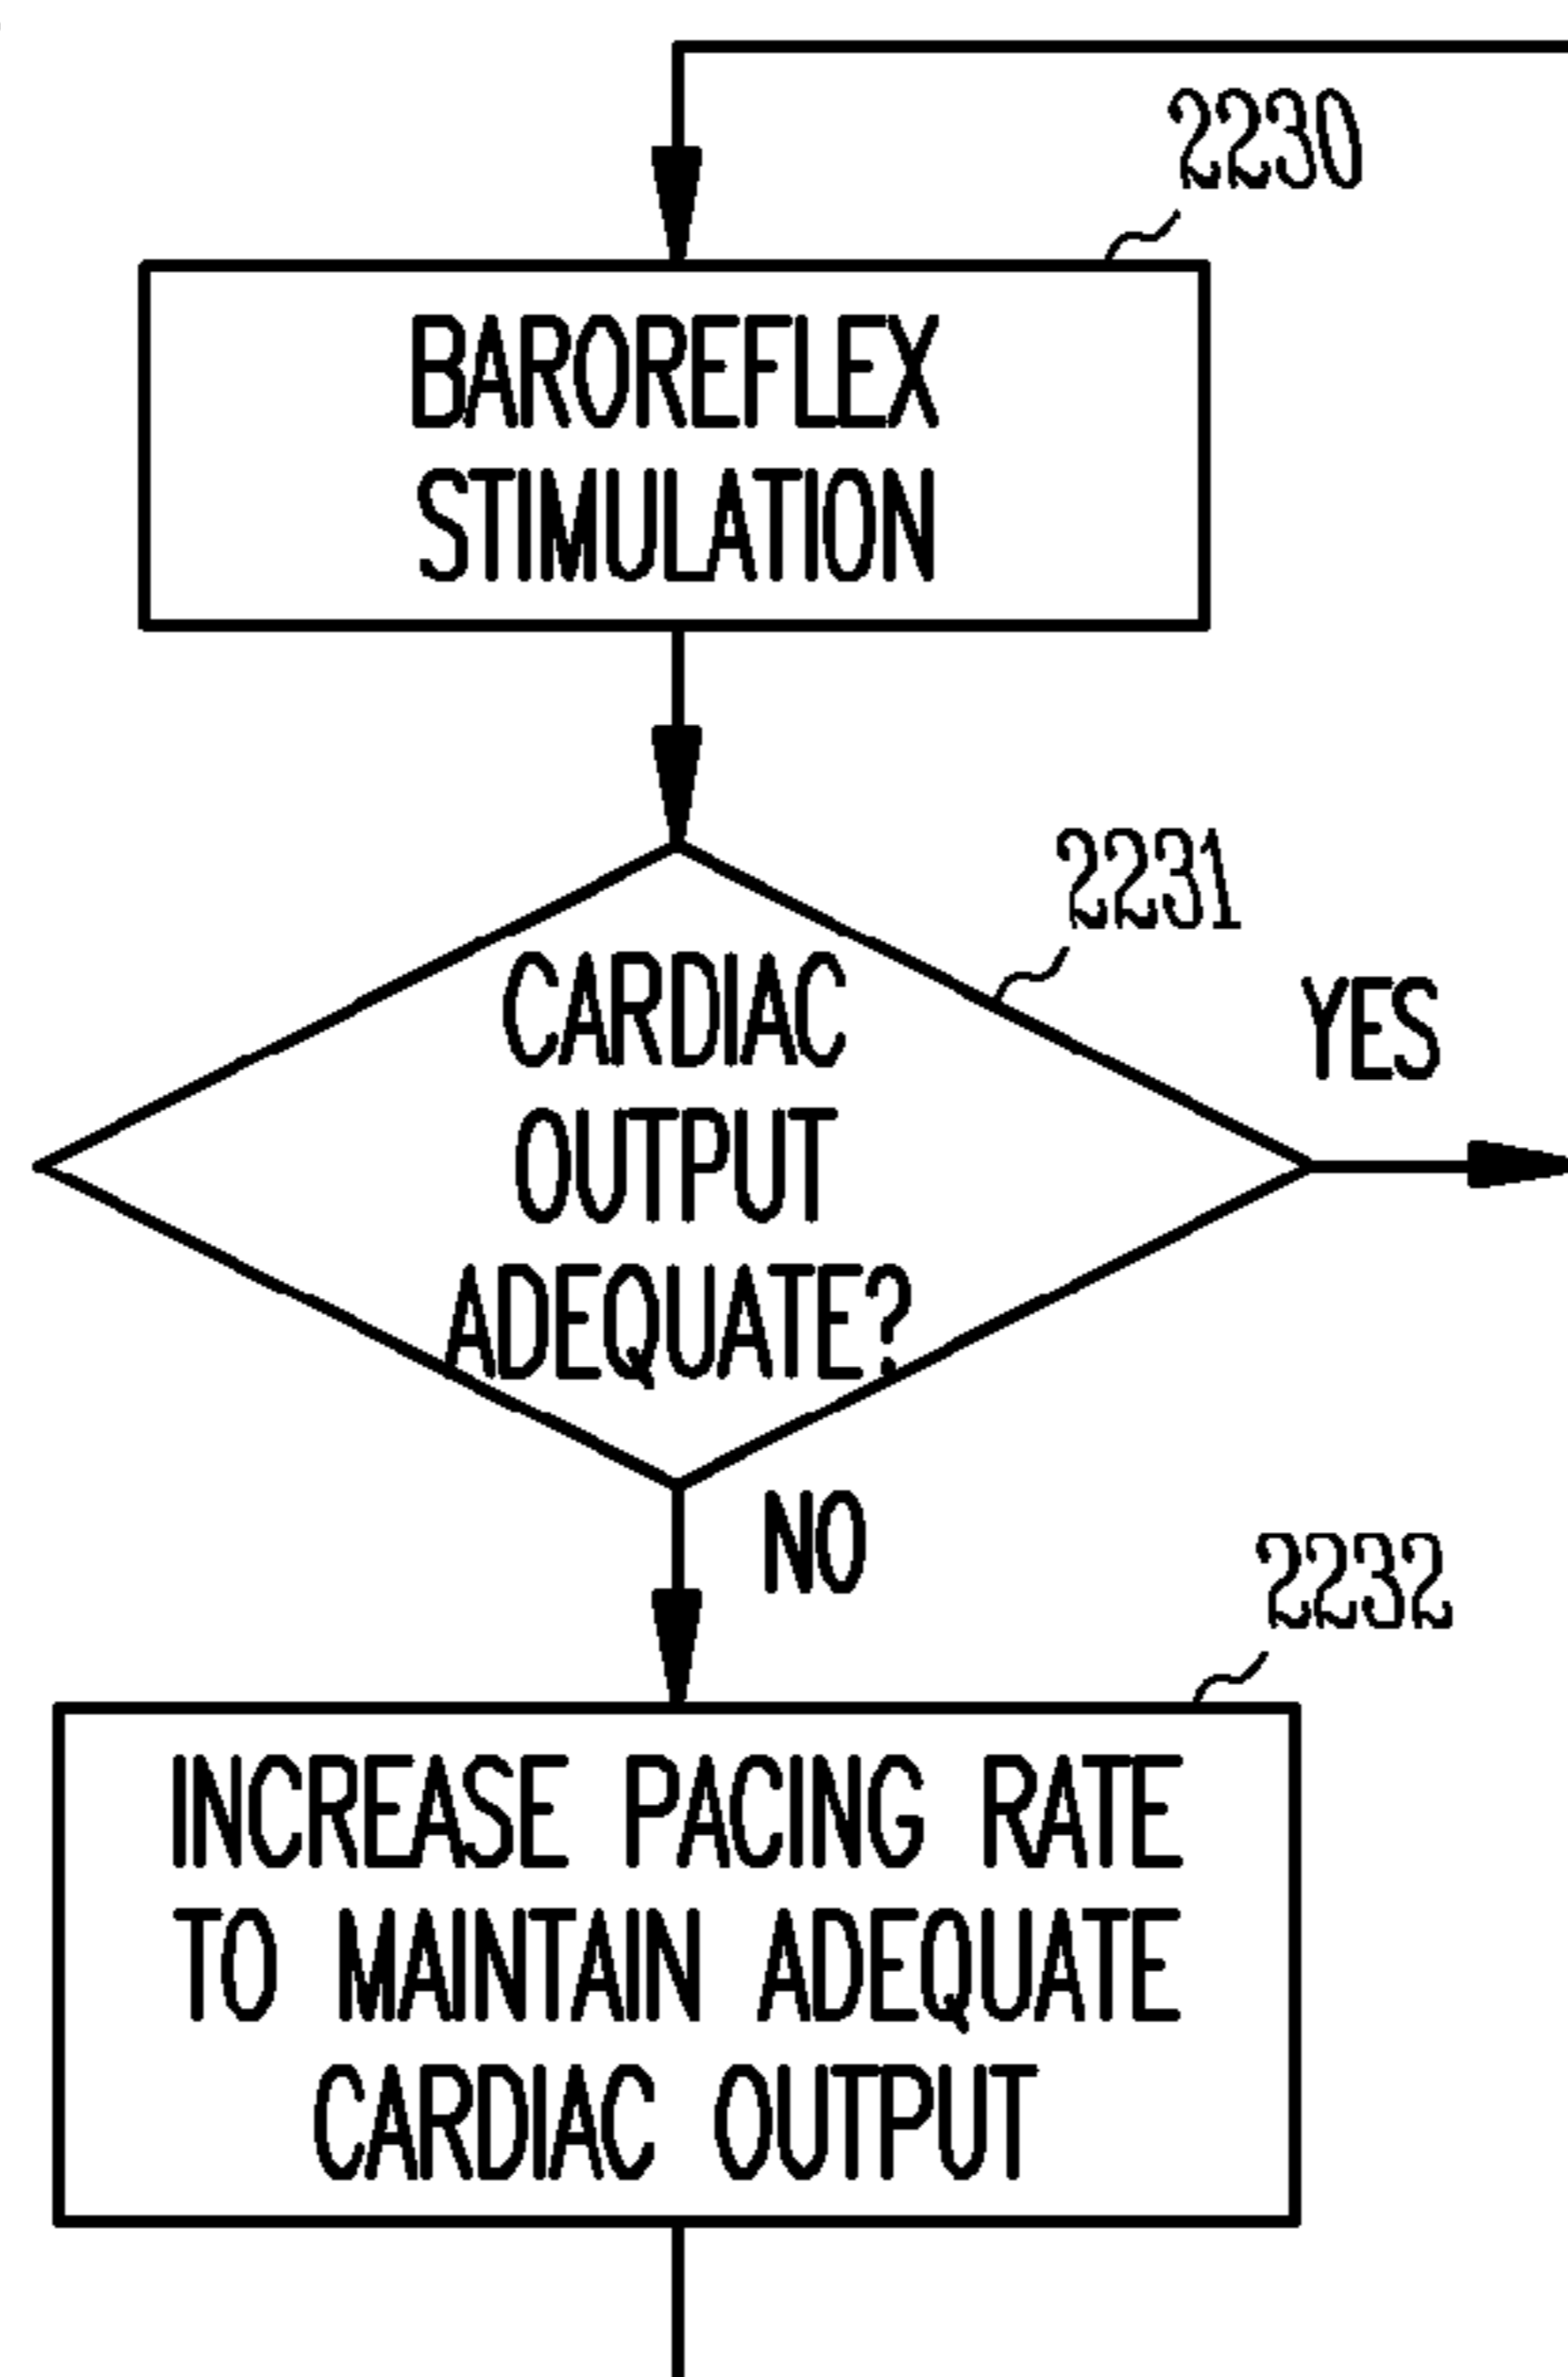 2230
BAROREFLEX
STIMULATION
2231
CARDIAC
OUTPUT
ADEQUATE?
YES
NO
2232
INCREASE PACING RATE
TO MAINTAIN ADEQUATE
CARDIAC OUTPUT